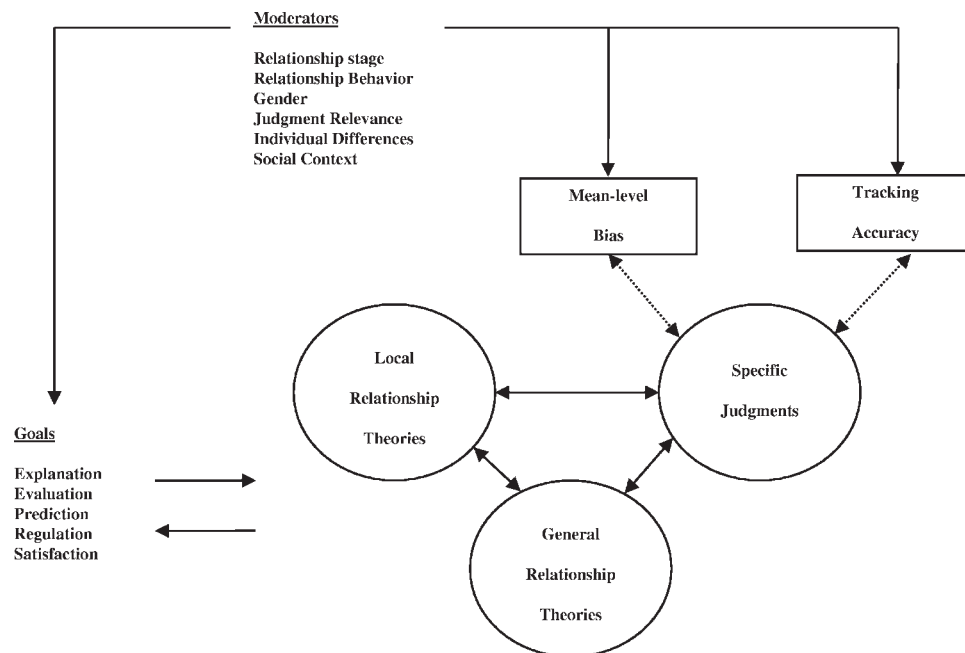 Moderators
Relationship stage
Relationship Behavior
Gender
Judgment Relevance
Individual Differences
Social Context
Mean-level
Bias
Tracking
Accuracy
Local
Relationship
Theories
Specific
Judgments
Goals
Explanation
Evaluation
Prediction
Regulation
Satisfaction
General
Relationship
Theories